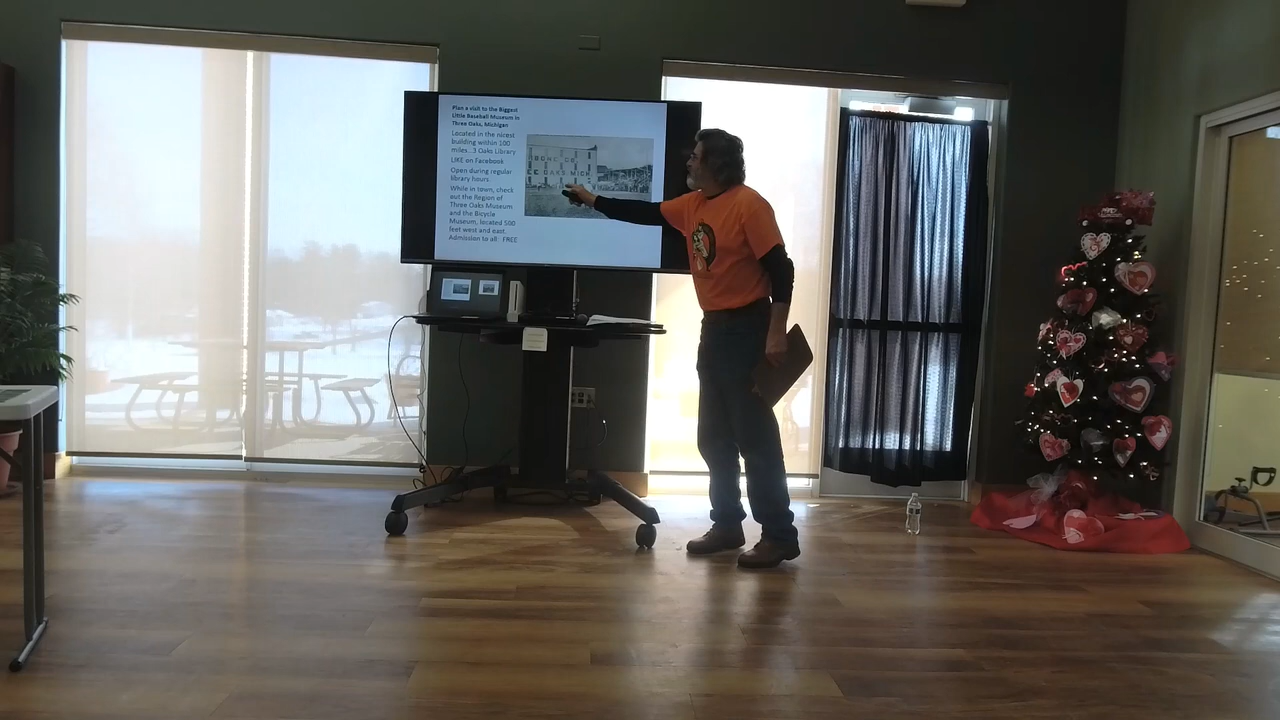 Plan a visit to the Biggest
Little Baseball Museum in
Three Oaks, Michigan
Located in the nicest
building within 100
miles...3 Oaks Library
LIKE on Facebook
Open during regular
library hours
While in town, check
out the Region of
Three Oaks Museum
and the Bicycle
Museum, located 500
feet west and east.
Admission to all FREE
BONE CO.
OAKS MICH.